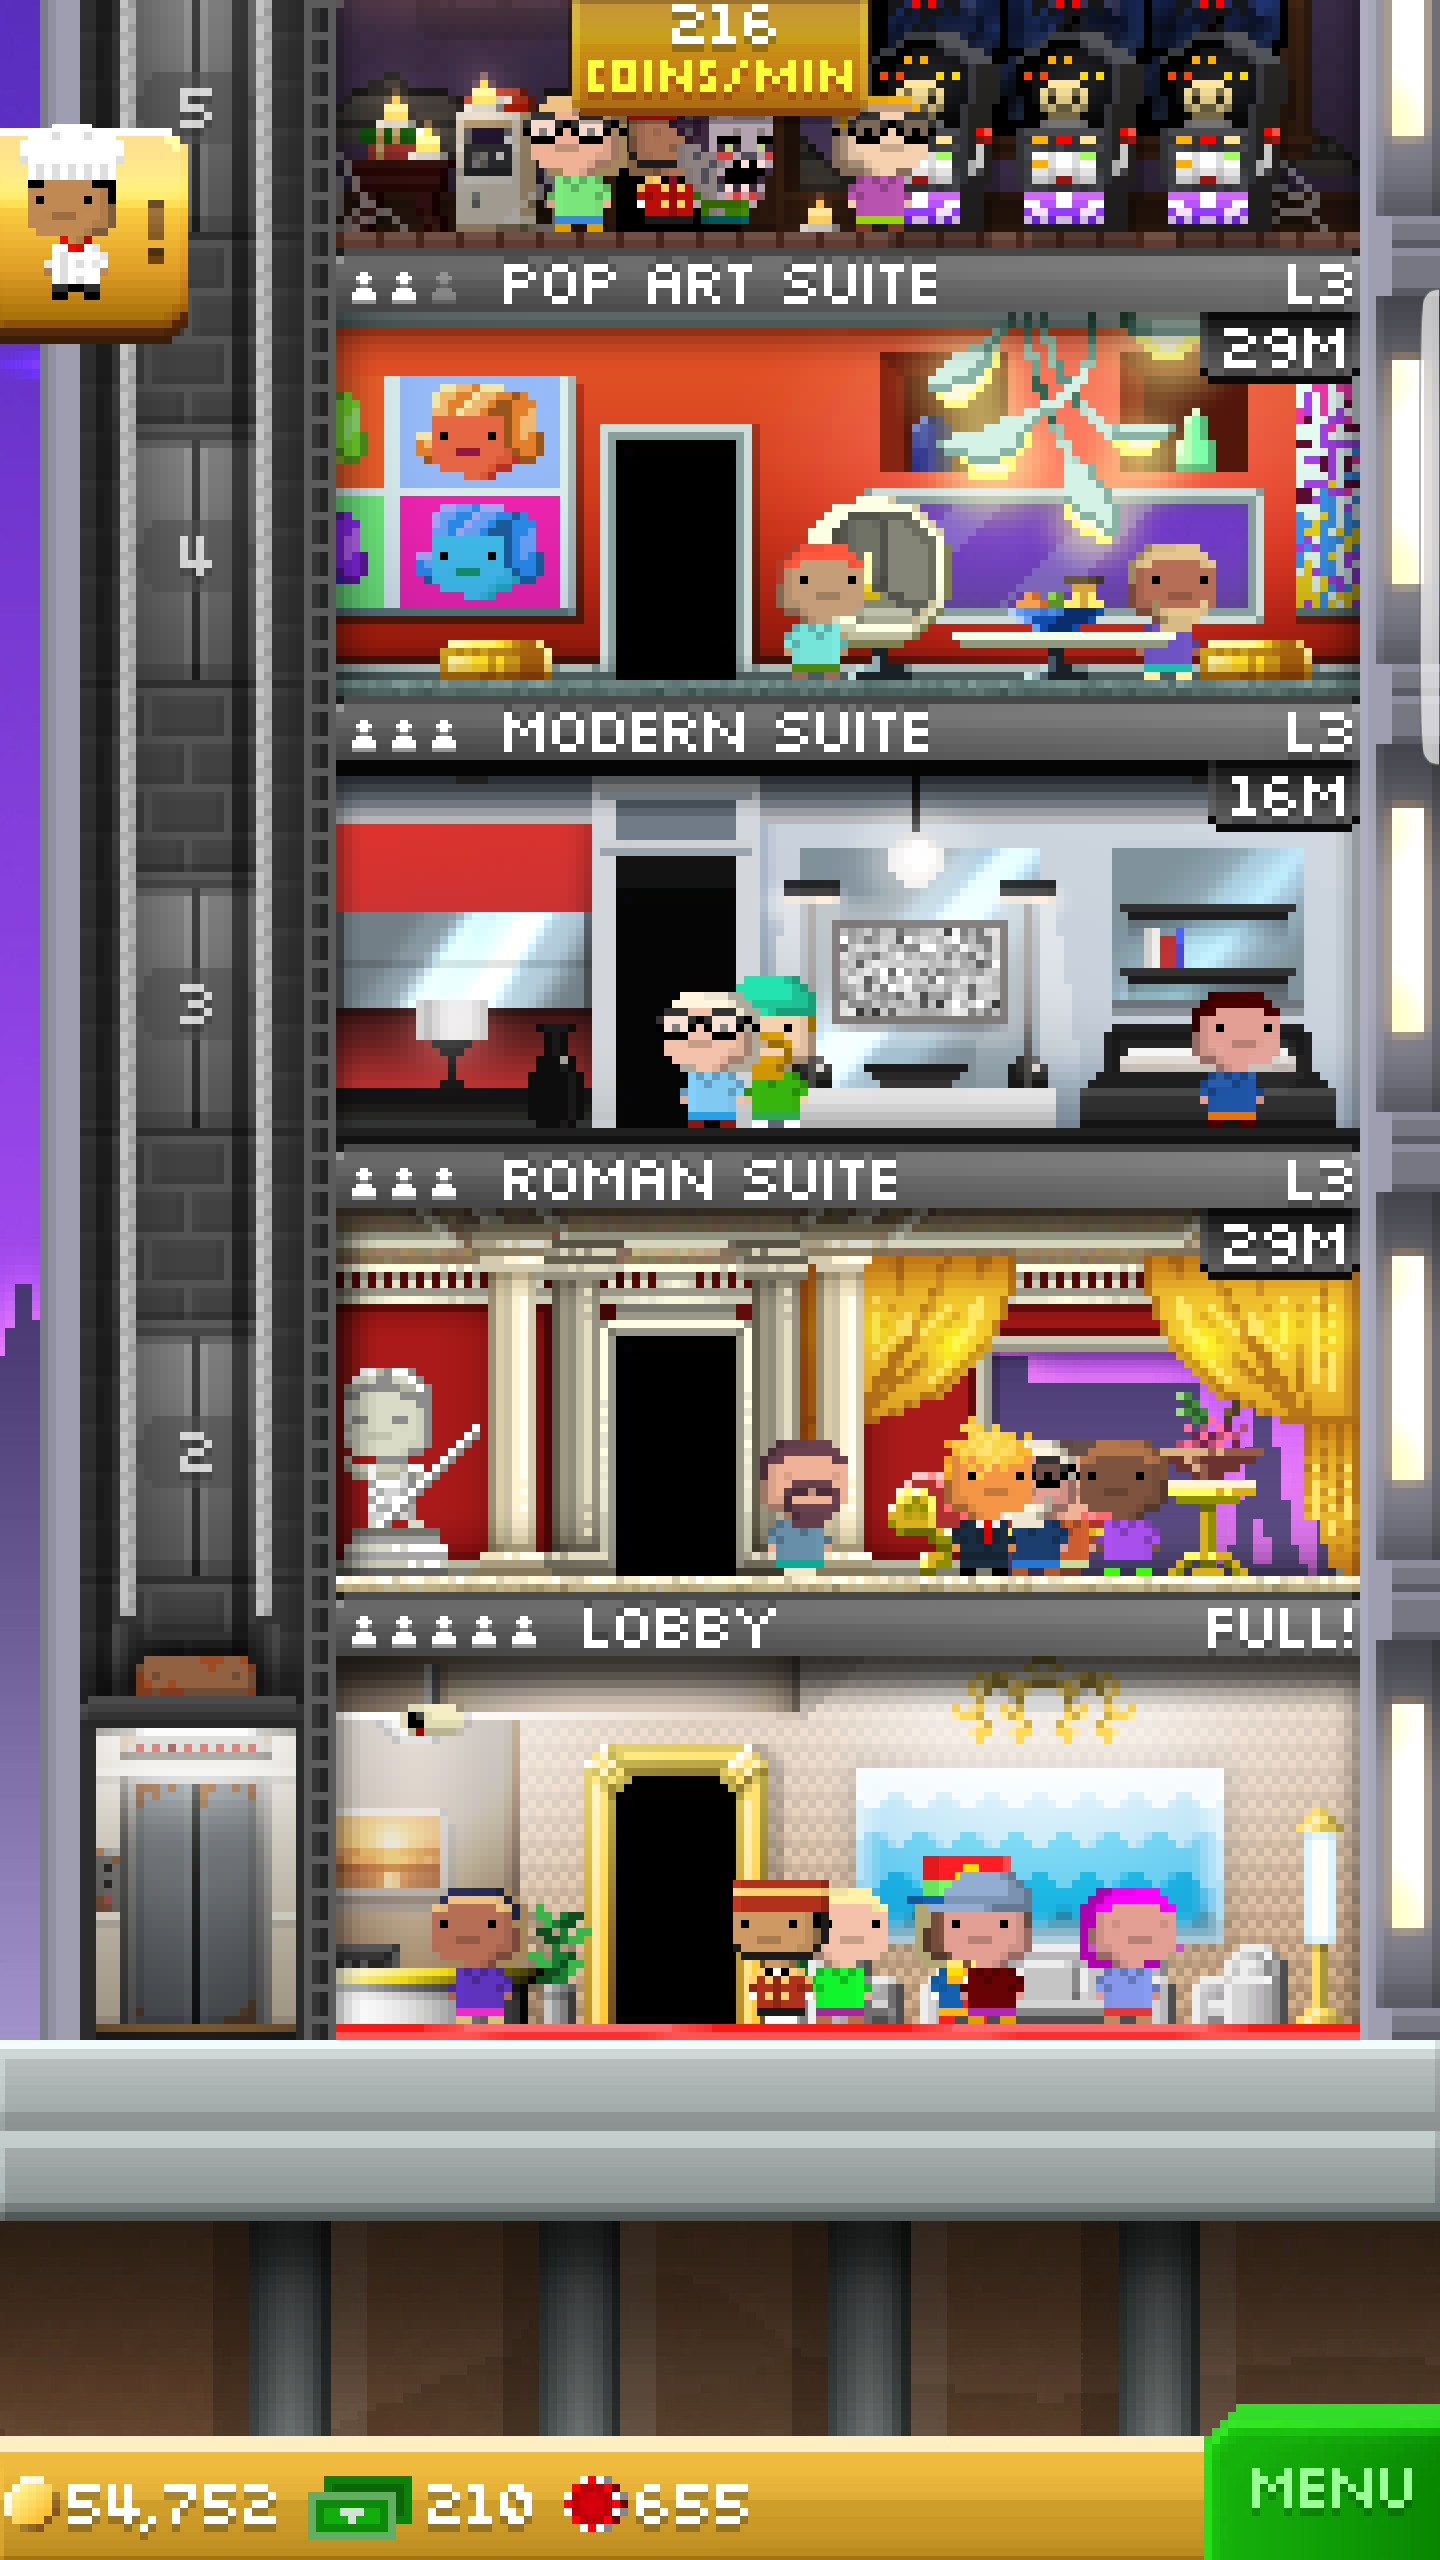 216
COINS/MIN
5
!
POP ART SUITE L3
29M
4
MODERN SUITE L3
16M
3
ROMAN SUITE L3
29M
2
LOBBY FULL!
54,752 210 655
MENU